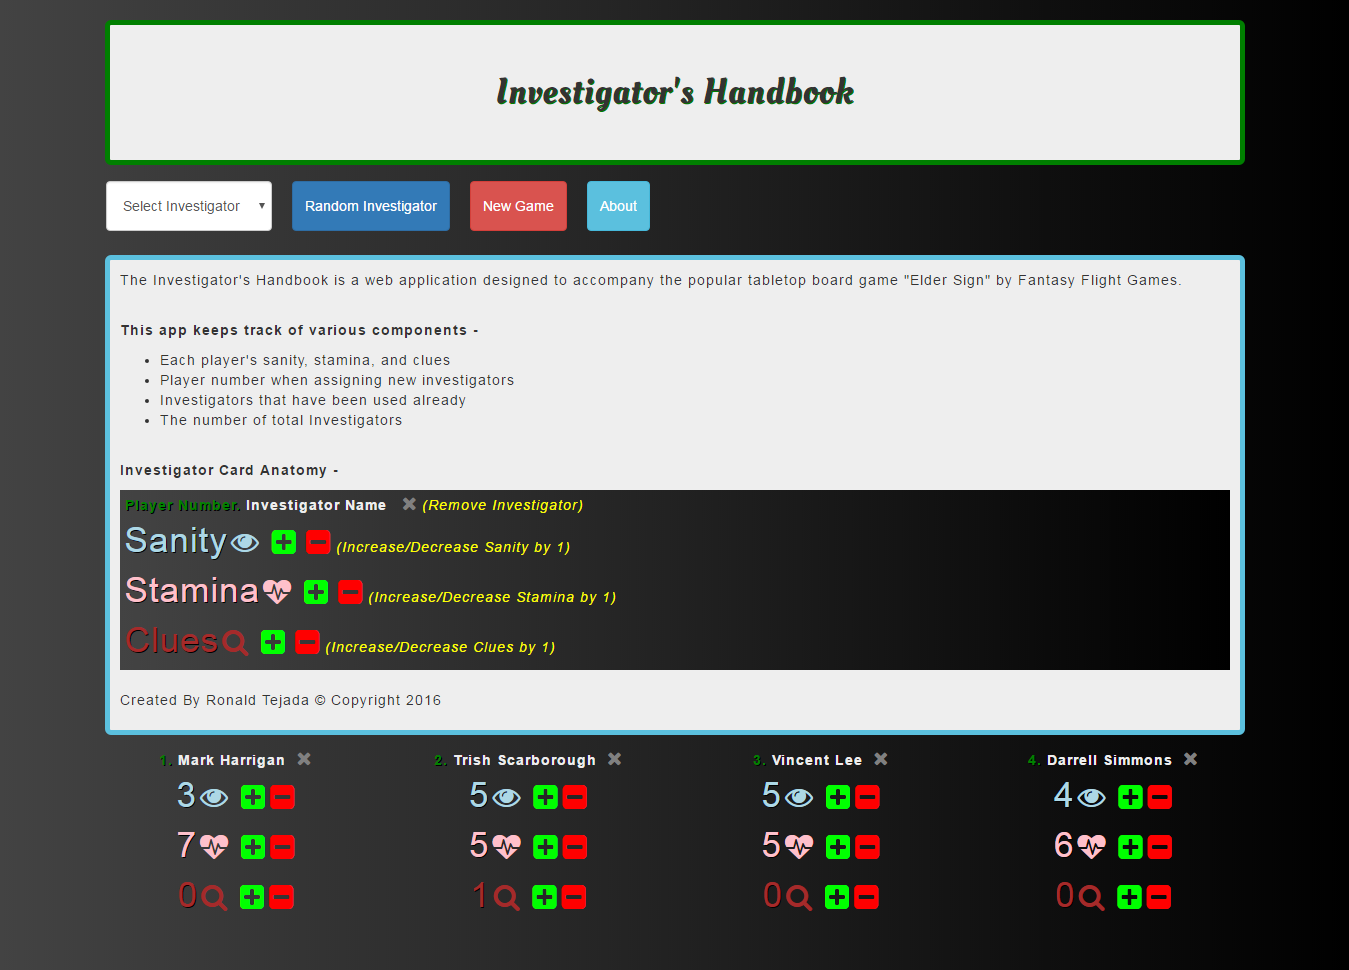 Investigator's Handbook
Select Investigator
Random Investigator
New Game
About
The Investigator's Handbook is a web application designed to accompany the popular tabletop board game "Elder Sign" by Fantasy Flight Games.
This app keeps track of various components -
• Each player's sanity, stamina, and clues
• Player number when assigning new investigators
• Investigators that have been used already
• The number of total Investigators
Investigator Card Anatomy -
Player Number. Investigator Name (Remove Investigator)
Sanity (Increase/Decrease Sanity by 1)
Stamina (Increase/Decrease Stamina by 1)
Clues (Increase/Decrease Clues by 1)
Created By Ronald Tejada © Copyright 2016
1. Mark Harrigan
3
7
0
2. Trish Scarborough
5
5
1
3. Vincent Lee
5
5
0
4. Darrell Simmons
4
6
0